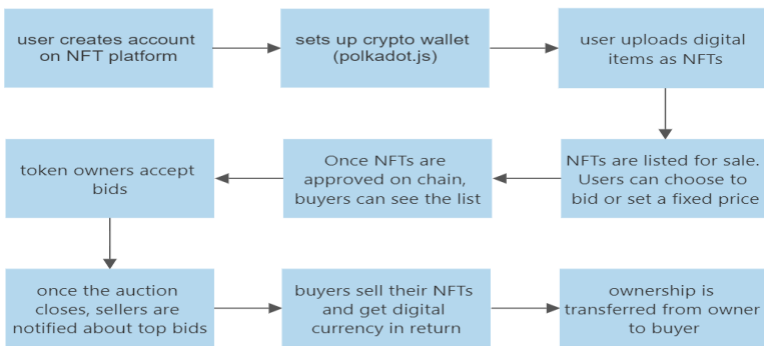 user creates account
on NFT platform
sets up crypto wallet
(polkadot.js)
user uploads digital
items as NFTs
NFTs are listed for sale.
Users can choose to
bid or set a fixed price
Once NFTs are
approved on chain,
buyers can see the list
token owners accept
bids
once the auction
closes, sellers are
notified about top bids
buyers sell their NFTs
and get digital
currency in return
ownership is
transferred from owner
to buyer